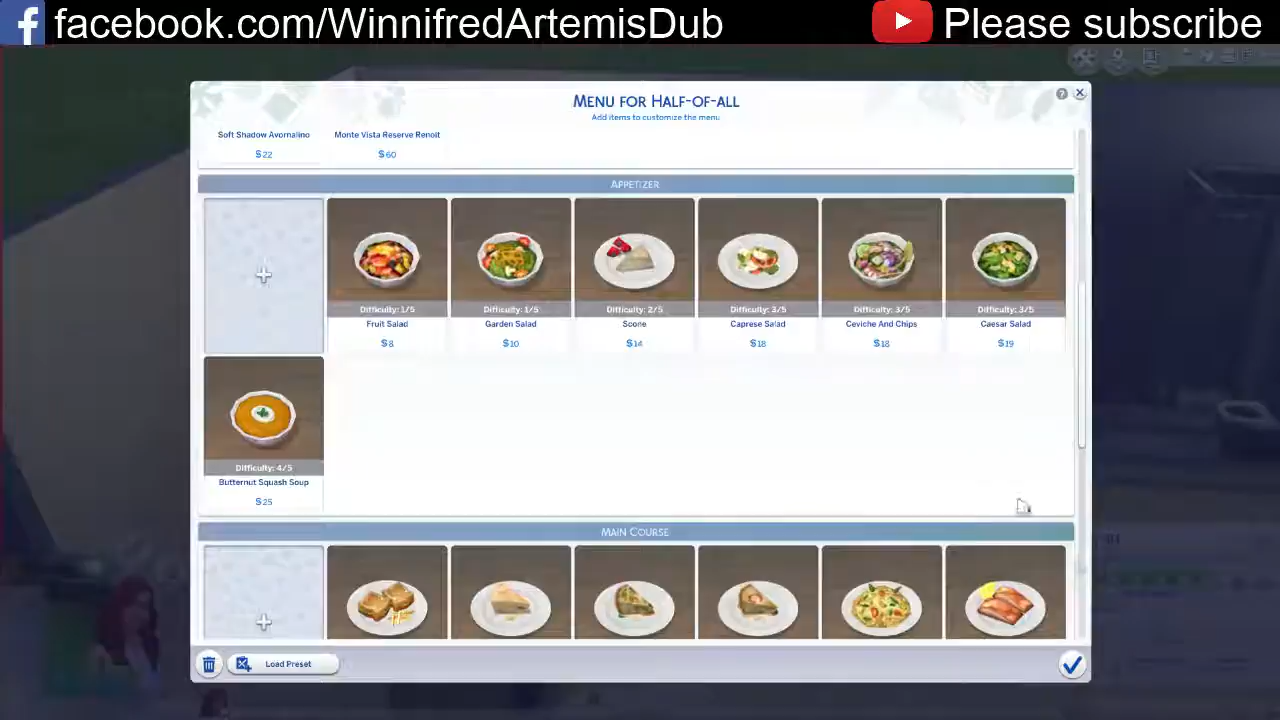 facebook.com/WinnifredArtemisDub
Please subscribe
Menu for Half-of-all
Add items to customize the menu
Soft Shadow Avornalino
Monte Vista Reserve Renoit
$22
$60
Appetizer
Difficulty: 1/5
Difficulty: 1/5
Difficulty: 2/5
Difficulty: 3/5
Difficulty: 3/5
Difficulty: 3/5
Fruit Salad
Garden Salad
Scone
Caprese Salad
Ceviche And Chips
Caesar Salad
$8
$10
$14
$18
$18
$19
Difficulty: 4/5
Butternut Squash Soup
$25
Main Course
Load Preset